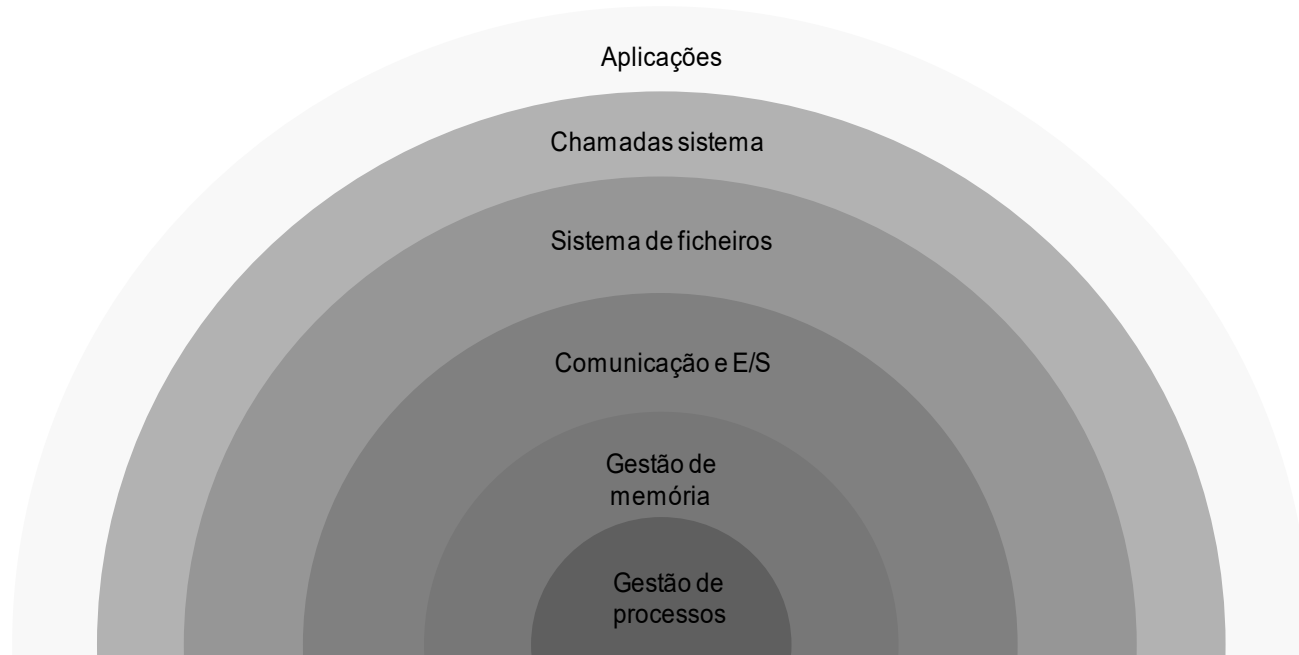 Aplicações
Chamadas sistema
Sistema de ficheiros
Comunicação e E/S
Gestão de
memória
Gestão de
processos